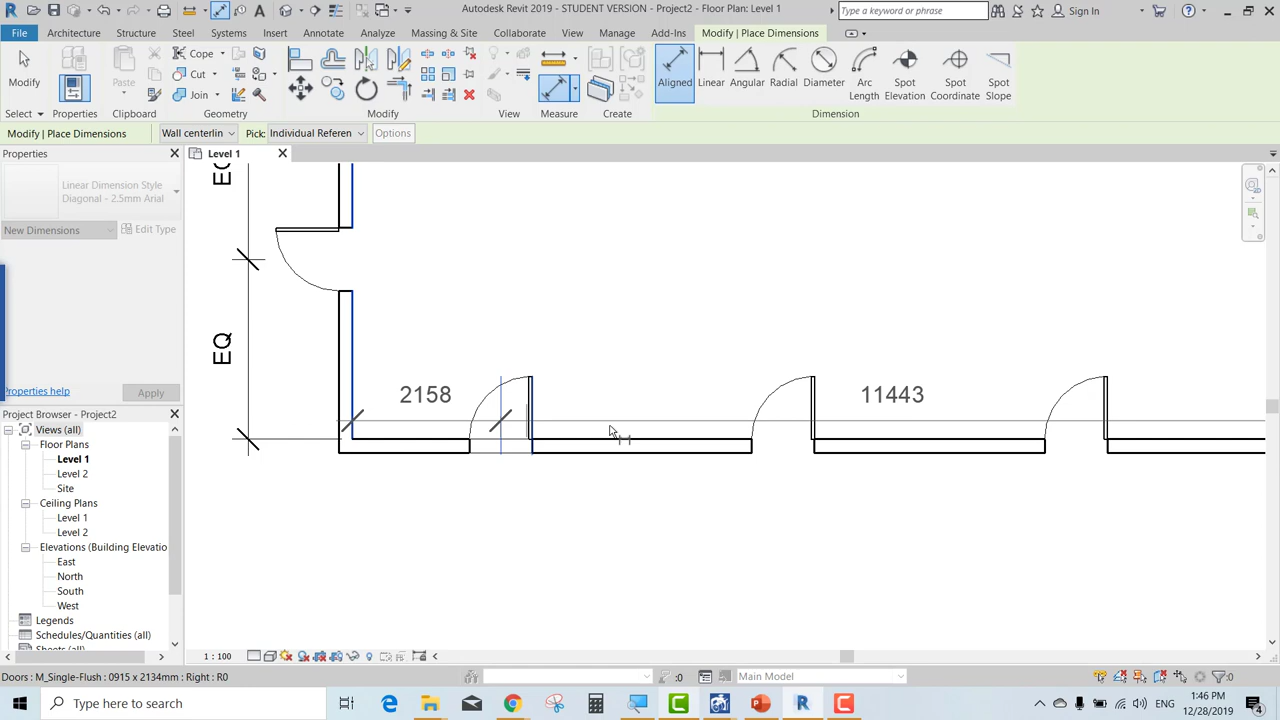 Autodesk Revit 2019 - STUDENT VERSION - Project2 - Floor Plan: Level 1
Type a keyword or phrase
Sign In
File
Architecture
Structure
Steel
Systems
Insert
Annotate
Analyze
Massing & Site
Collaborate
View
Manage
Add-Ins
Modify | Place Dimensions
Modify
Paste
Cope
Cut
Join
Aligned
Linear
Angular
Radial
Diameter
Arc Length
Spot Elevation
Spot Coordinate
Spot Slope
Select
Properties
Clipboard
Geometry
Modify
View
Measure
Create
Dimension
Modify | Place Dimensions
Wall centerlin
Pick:
Individual Referen
Options
Properties
Level 1
Linear Dimension Style
Diagonal - 2.5mm Arial
New Dimensions
Edit Type
Properties help
Apply
Project Browser - Project2
Views (all)
Floor Plans
Level 1
Level 2
Site
Ceiling Plans
Level 1
Level 2
Elevations (Building Elevatio
East
North
South
West
Legends
Schedules/Quantities (all)
Sheets (all)
EQ
EQ
2158
11443
1 : 100
Doors : M_Single-Flush : 0915 x 2134mm : Right : R0
:0
Main Model
:0
Type here to search
ENG
1:46 PM
12/28/2019
4